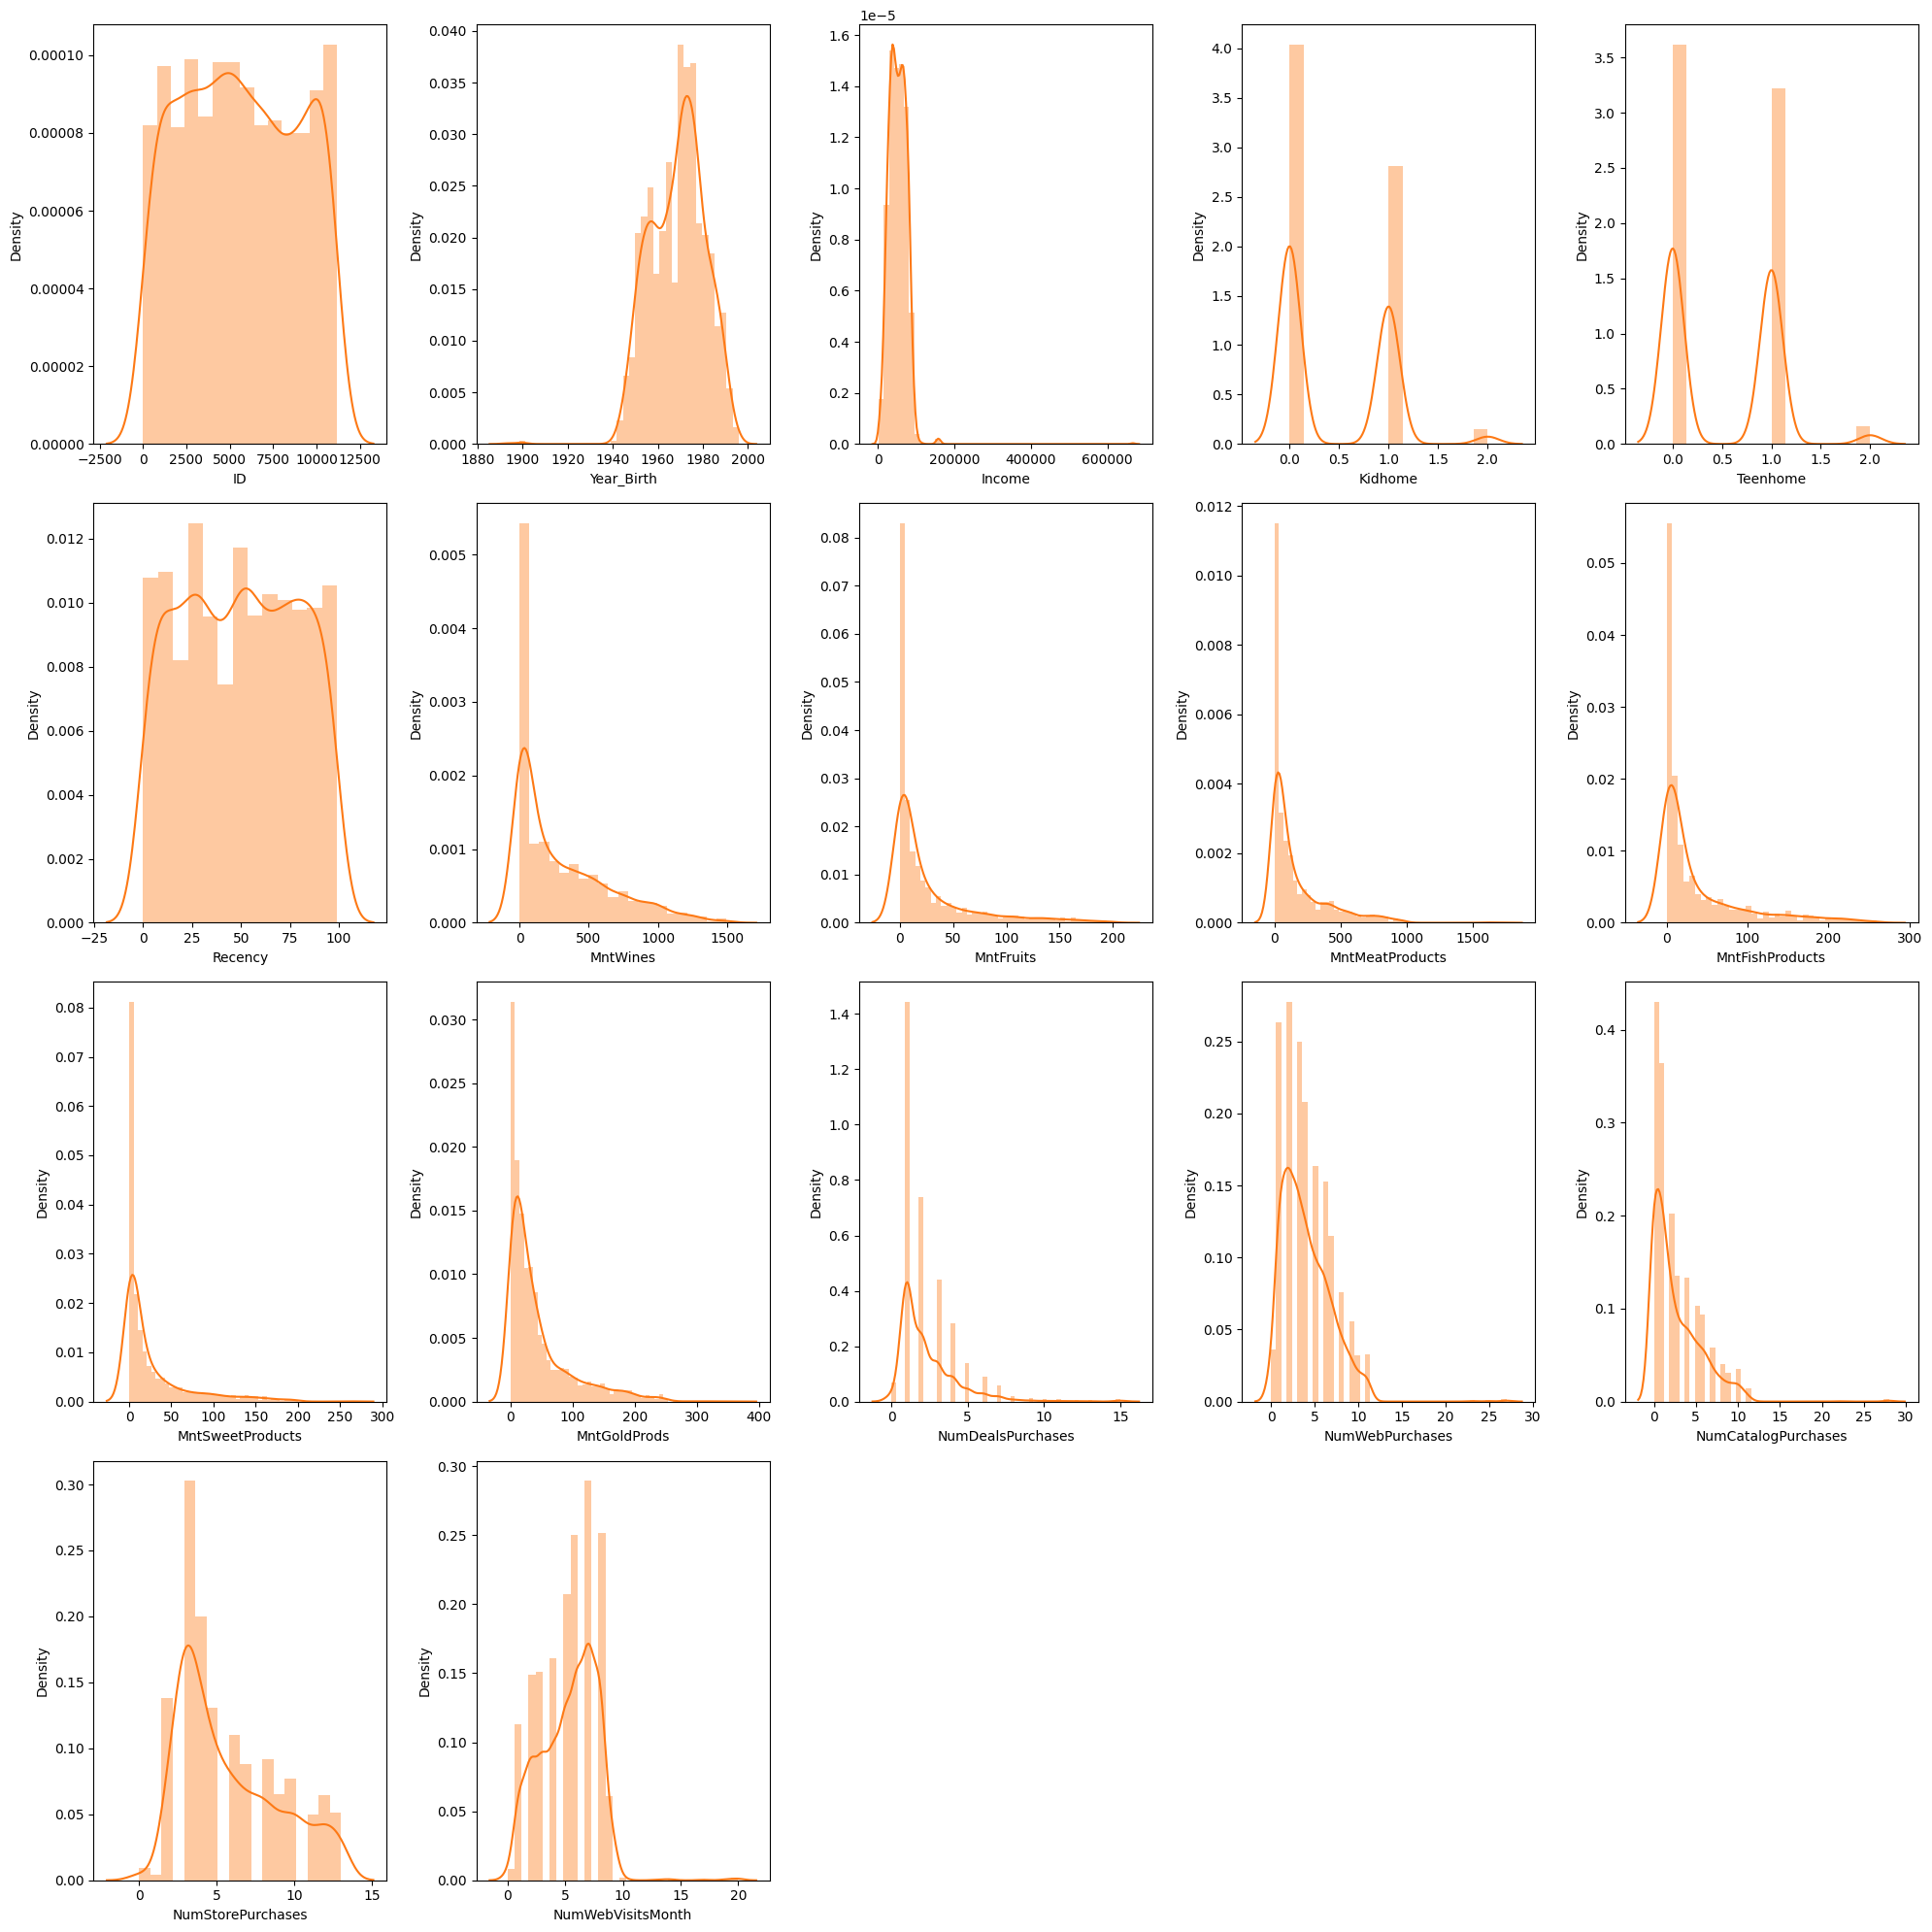 0.00010
0.00008
0.00006
0.00004
0.00002
0.00000
Density
−2500 0 2500 5000 7500 10000 12500
ID
0.040
0.035
0.030
0.025
0.020
0.015
0.010
0.005
0.000
Density
1880 1900 1920 1940 1960 1980 2000
Year_Birth
1e−5
1.6
1.4
1.2
1.0
0.8
0.6
0.4
0.2
0.0
Density
0 200000 400000 600000
Income
4.0
3.5
3.0
2.5
2.0
1.5
1.0
0.5
0.0
Density
0.0 0.5 1.0 1.5 2.0
Kidhome
3.5
3.0
2.5
2.0
1.5
1.0
0.5
0.0
Density
0.0 0.5 1.0 1.5 2.0
Teenhome
0.012
0.010
0.008
0.006
0.004
0.002
0.000
Density
−25 0 25 50 75 100
Recency
0.005
0.004
0.003
0.002
0.001
0.000
Density
0 500 1000 1500
MntWines
0.08
0.07
0.06
0.05
0.04
0.03
0.02
0.01
0.00
Density
0 50 100 150 200
MntFruits
0.012
0.010
0.008
0.006
0.004
0.002
0.000
Density
0 500 1000 1500
MntMeatProducts
0.05
0.04
0.03
0.02
0.01
0.00
Density
0 100 200 300
MntFishProducts
0.08
0.07
0.06
0.05
0.04
0.03
0.02
0.01
0.00
Density
0 50 100 150 200 250 300
MntSweetProducts
0.030
0.025
0.020
0.015
0.010
0.005
0.000
Density
0 100 200 300 400
MntGoldProds
1.4
1.2
1.0
0.8
0.6
0.4
0.2
0.0
Density
0 5 10 15
NumDealsPurchases
0.25
0.20
0.15
0.10
0.05
0.00
Density
0 5 10 15 20 25 30
NumWebPurchases
0.4
0.3
0.2
0.1
0.0
Density
0 5 10 15 20 25 30
NumCatalogPurchases
0.30
0.25
0.20
0.15
0.10
0.05
0.00
Density
0 5 10 15
NumStorePurchases
0.30
0.25
0.20
0.15
0.10
0.05
0.00
Density
0 5 10 15 20
NumWebVisitsMonth